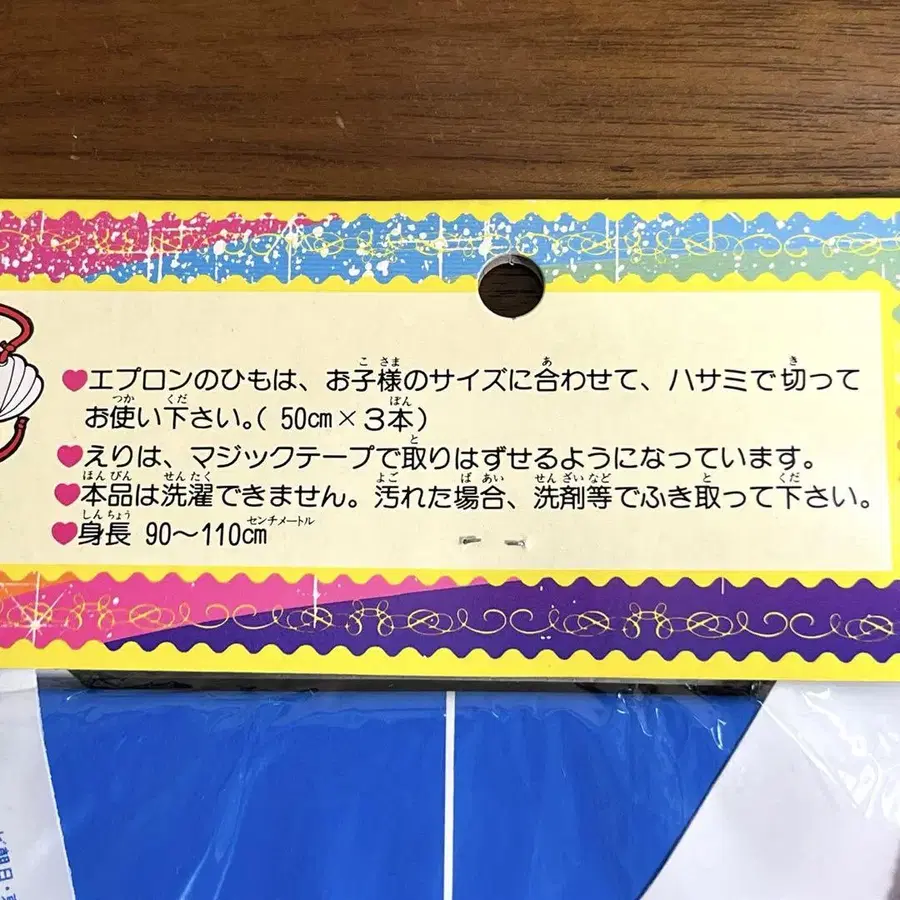 ♥エプロンのひもは、お子様のサイズに合わせて、ハサミで切って
お使い下さい。( 50cm×3本)
♥えりは、マジックテープで取りはずせるようになっています。
♥本品は洗濯できません。汚れた場合、洗剤等でふき取って下さい。
♥身長 90〜110cm